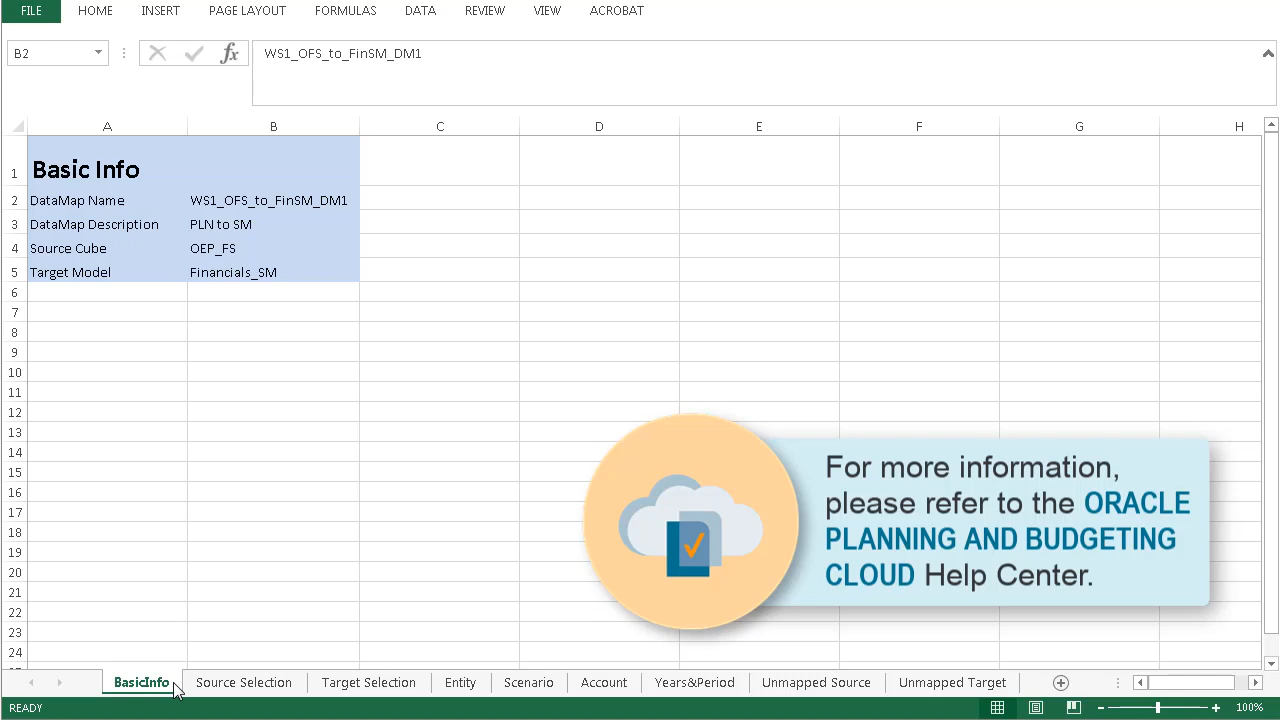 FILE HOME INSERT PAGE LAYOUT FORMULAS DATA REVIEW VIEW ACROBAT
B2 fx WS1_OFS_to_FinSM_DM1
A B C D E F G H
1 Basic Info
2 DataMap Name WS1_OFS_to_FinSM_DM1
3 DataMap Description PLN to SM
4 Source Cube OEP_FS
5 Target Model Financials_SM
6
7
8
9
10
11
12
13
14
15
16
17
18
19
20
21
22
23
24
For more information,
please refer to the ORACLE
PLANNING AND BUDGETING
CLOUD Help Center.
BasicInfo Source Selection Target Selection Entity Scenario Account Years&Period Unmapped Source Unmapped Target
READY 100%